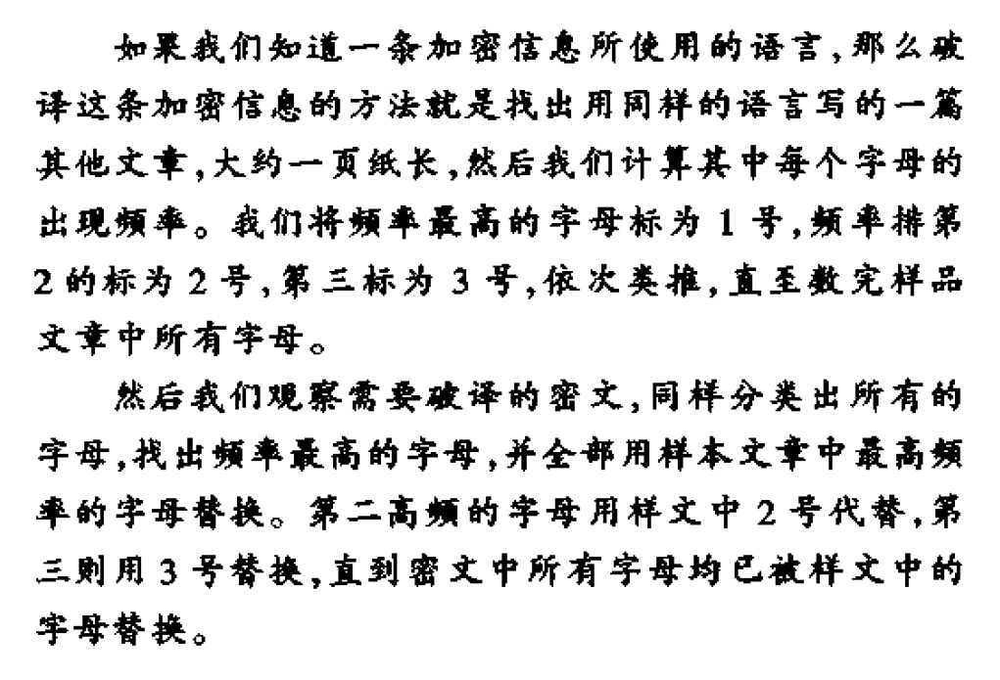 如果我们知道一条加密信息所使用的语言,那么破
译这条加密信息的方法就是找出用同样的语言写的一篇
其他文章,大约一页纸长,然后我们计算其中每个字母的
出现频率。我们将频率最高的字母标为1号,频率排第
2的标为2号,第三标为3号,依次类推,直至数完样品
文章中所有字母。
然后我们观察需要破译的密文,同样分类出所有的
字母,找出频率最高的字母,并全部用样本文章中最高频
率的字母替换。第二高频的字母用样文中2号代替,第
三则用3号替换,直到密文中所有字母均已被样文中的
字母替换。